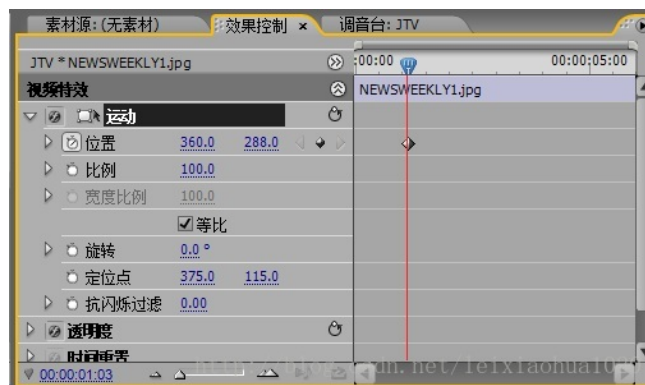 素材源:(无素材) 效果控制 × 调音台: JTV
JTV * NEWSWEEKLY1.jpg :00:00 00:00:05:00
视频特效 NEWSWEEKLY1.jpg
运动
位置 360.0 288.0
比例 100.0
宽度比例 100.0
等比
旋转 0.0 °
定位点 375.0 115.0
抗闪烁过滤 0.00
透明度
时间重置
00:00:01:03